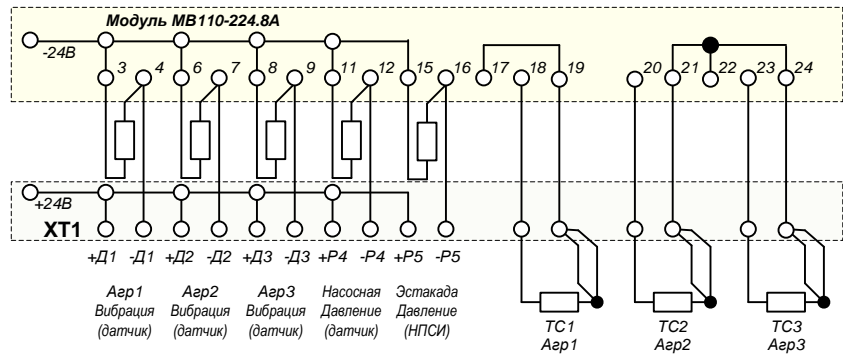 Модуль МВ110-224.8А
-24В
3 4 6 7 8 9 11 12 15 16 17 18 19 20 21 22 23 24
+24В
XT1
+Д1 -Д1 +Д2 -Д2 +Д3 -Д3 +Р4 -Р4 +Р5 -Р5
Агр1 Агр2 Агр3 Насосная Эстакада
Вибрация Вибрация Вибрация Давление Давление
(датчик) (датчик) (датчик) (датчик) (НПСИ)
ТС1 ТС2 ТС3
Агр1 Агр2 Агр3